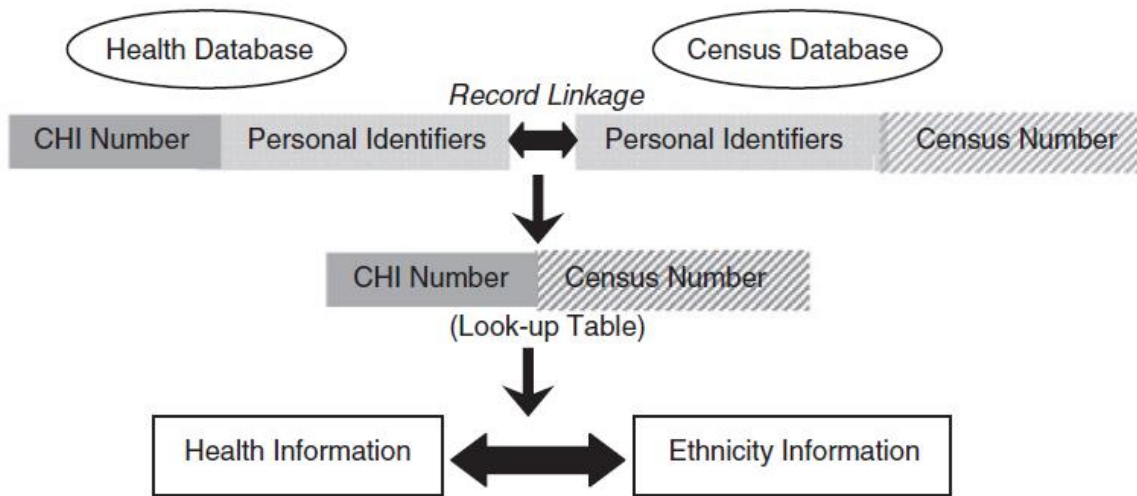 Health Database
Census Database
Record Linkage
CHI Number Personal Identifiers Personal Identifiers Census Number
CHI Number Census Number
(Look-up Table)
Health Information Ethnicity Information